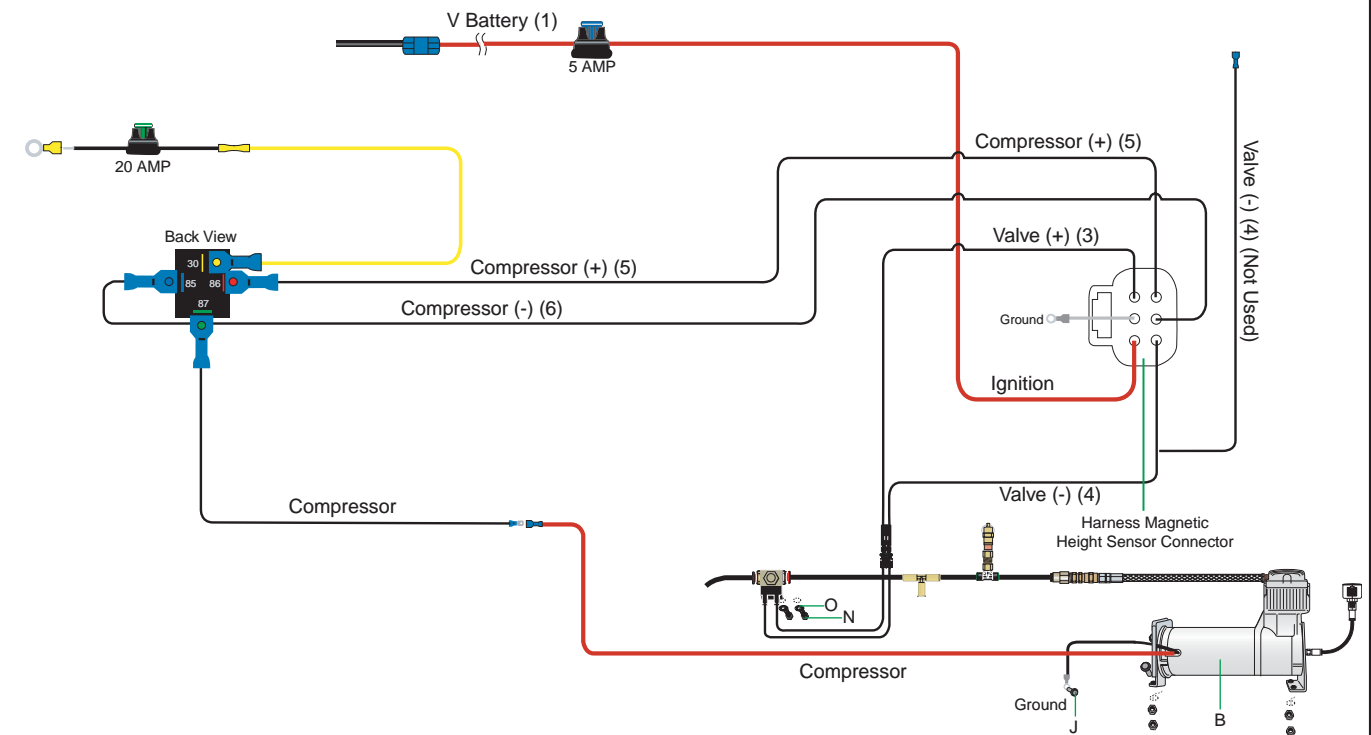 V Battery (1)
5 AMP
20 AMP
Compressor (+) (5)
Valve (-) (4) (Not Used)
Back View
Valve (+) (3)
30
85
86
87
Compressor (+) (5)
Compressor (-) (6)
Ground
Ignition
Compressor
Valve (-) (4)
Harness Magnetic
Height Sensor Connector
O
N
Compressor
Ground
J
B